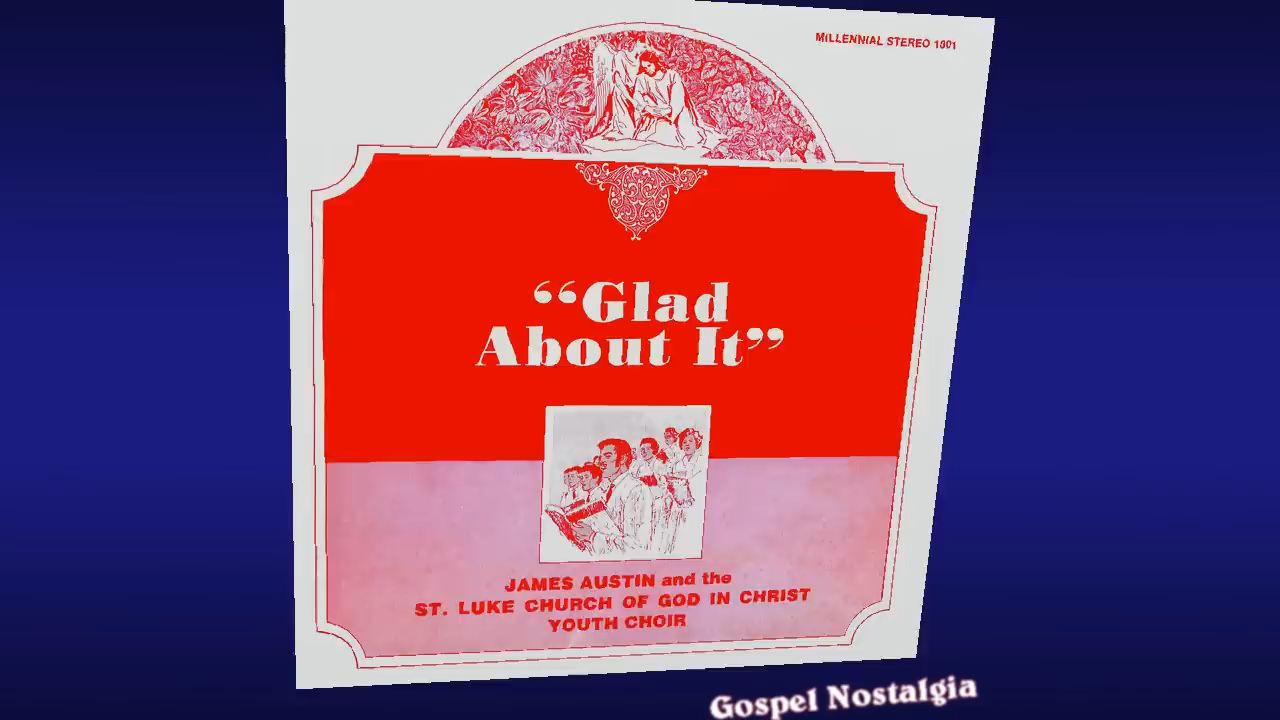 MILLENNIAL STEREO 1001
“Glad
About It”
JAMES AUSTIN and the
ST. LUKE CHURCH OF GOD IN CHRIST
YOUTH CHOIR
Gospel Nostalgia